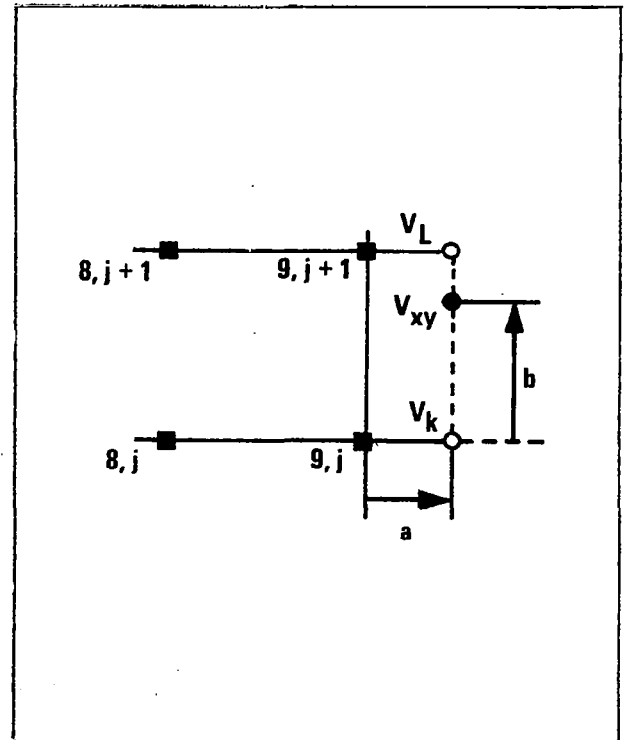 V_L
8, j + 1
9, j + 1
V_xy
b
V_k
8, j
9, j
a